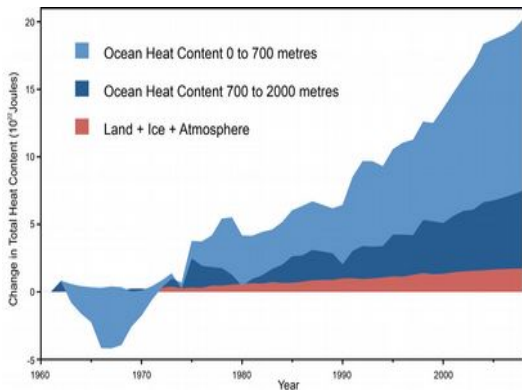 20
15
10
5
0
-5
Change in Total Heat Content (10²² Joules)
Ocean Heat Content 0 to 700 metres
Ocean Heat Content 700 to 2000 metres
Land + Ice + Atmosphere
1960
1970
1980
1990
2000
Year